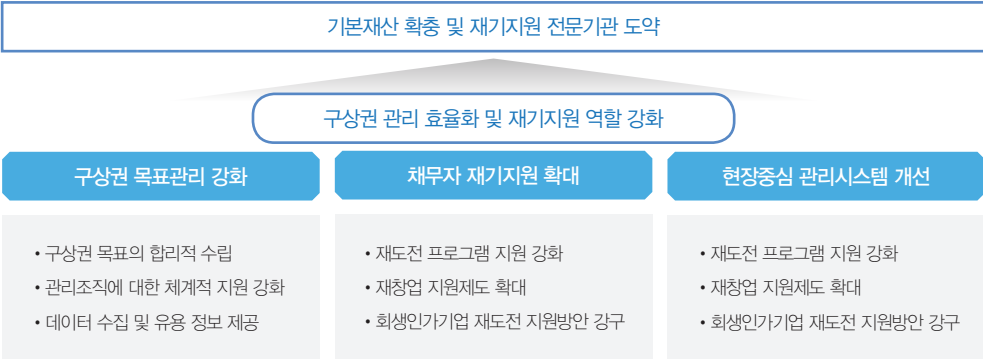 기본재산 확충 및 재기지원 전문기관 도약
구상권 관리 효율화 및 재기지원 역할 강화
구상권 목표관리 강화
• 구상권 목표의 합리적 수립
• 관리조직에 대한 체계적 지원 강화
• 데이터 수집 및 유용 정보 제공
채무자 재기지원 확대
• 재도전 프로그램 지원 강화
• 재창업 지원제도 확대
• 회생인가기업 재도전 지원방안 강구
현장중심 관리시스템 개선
• 재도전 프로그램 지원 강화
• 재창업 지원제도 확대
• 회생인가기업 재도전 지원방안 강구